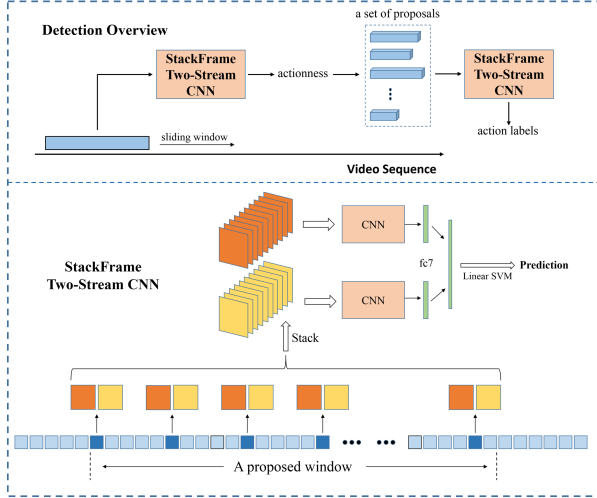 a set of proposals
Detection Overview
StackFrame
Two-Stream
CNN
actionness
StackFrame
Two-Stream
CNN
sliding window
action labels
Video Sequence
StackFrame
Two-Stream CNN
CNN
fc7
CNN
Linear SVM
Prediction
Stack
A proposed window